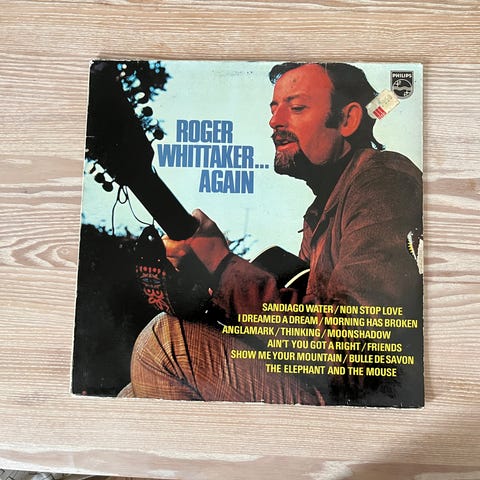 PHILIPS
ROGER
WHITTAKER...
AGAIN
SANDIAGO WATER/NON STOP LOVE
I DREAMED A DREAM/MORNING HAS BROKEN
ANGLAMARK/THINKING/MOONSHADOW
AIN'T YOU GOT A RIGHT/FRIENDS
SHOW ME YOUR MOUNTAIN/BULLE DE SAVON
THE ELEPHANT AND THE MOUSE